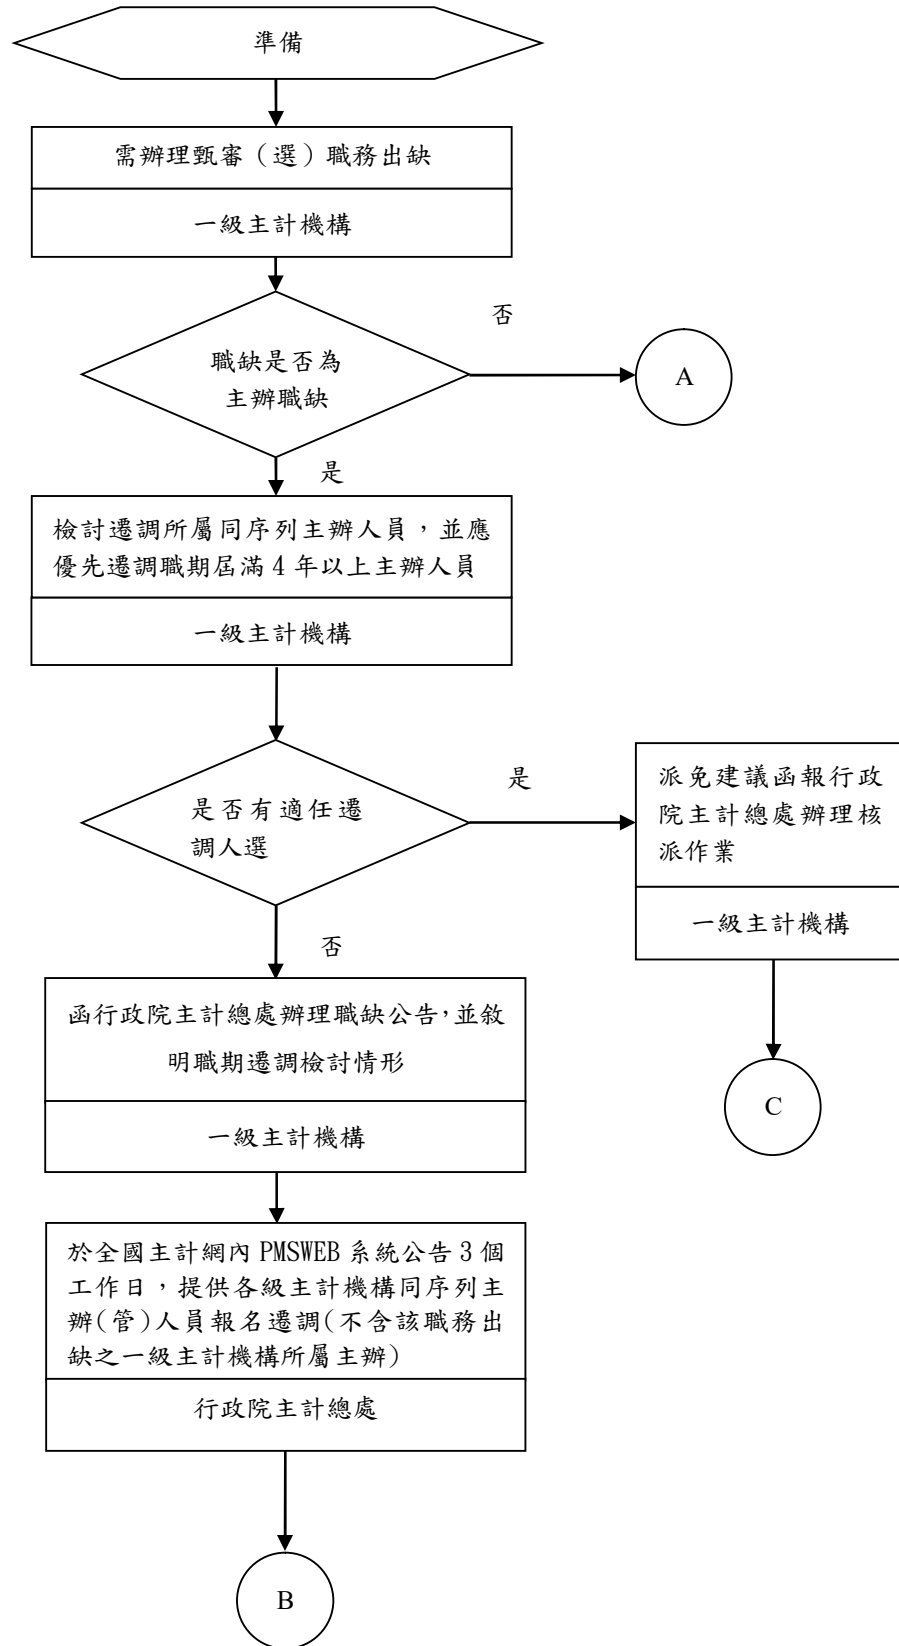 準備
需辦理甄審（選）職務出缺
一級主計機構
否
職缺是否為
主辦職缺
A
是
檢討遷調所屬同序列主辦人員，並應
優先遷調職期屆滿 4 年以上主辦人員
一級主計機構
是否有適任遷
調人選
是
派免建議函報行政
院主計總處辦理核
派作業
一級主計機構
否
函行政院主計總處辦理職缺公告，並敘
明職期遷調檢討情形
一級主計機構
C
於全國主計網內 PMSWEB 系統公告 3 個
工作日，提供各級主計機構同序列主
辦(管)人員報名遷調(不含該職務出
缺之一級主計機構所屬主辦)
行政院主計總處
B